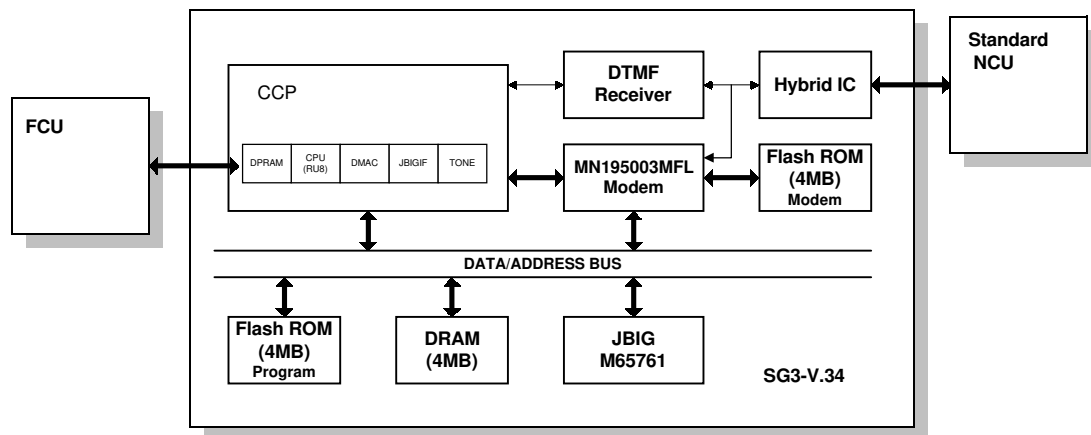 FCU
CCP
DPRAM
CPU
(RU8)
DMAC
JBIGIF
TONE
DTMF
Receiver
Hybrid IC
Standard
NCU
MN195003MFL
Modem
Flash ROM
(4MB)
Modem
DATA/ADDRESS BUS
Flash ROM
(4MB)
Program
DRAM
(4MB)
JBIG
M65761
SG3-V.34